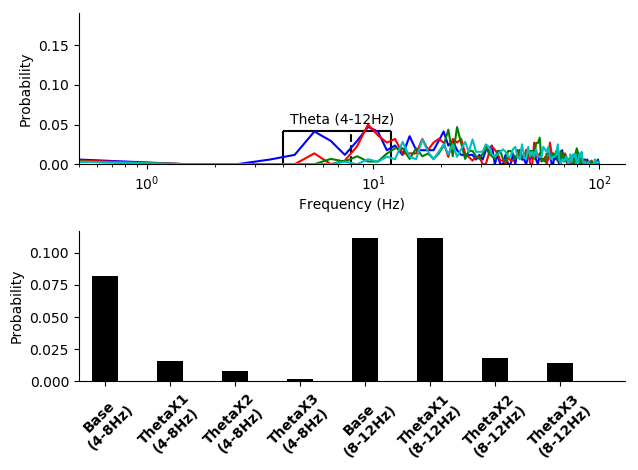 0.15
0.10
0.05
0.00
Probability
Theta (4-12Hz)
10⁰
10¹
10²
Frequency (Hz)
0.100
0.075
0.050
0.025
0.000
Probability
Base
(4-8Hz)
ThetaX1
(4-8Hz)
ThetaX2
(4-8Hz)
ThetaX3
(4-8Hz)
Base
(8-12Hz)
ThetaX1
(8-12Hz)
ThetaX2
(8-12Hz)
ThetaX3
(8-12Hz)